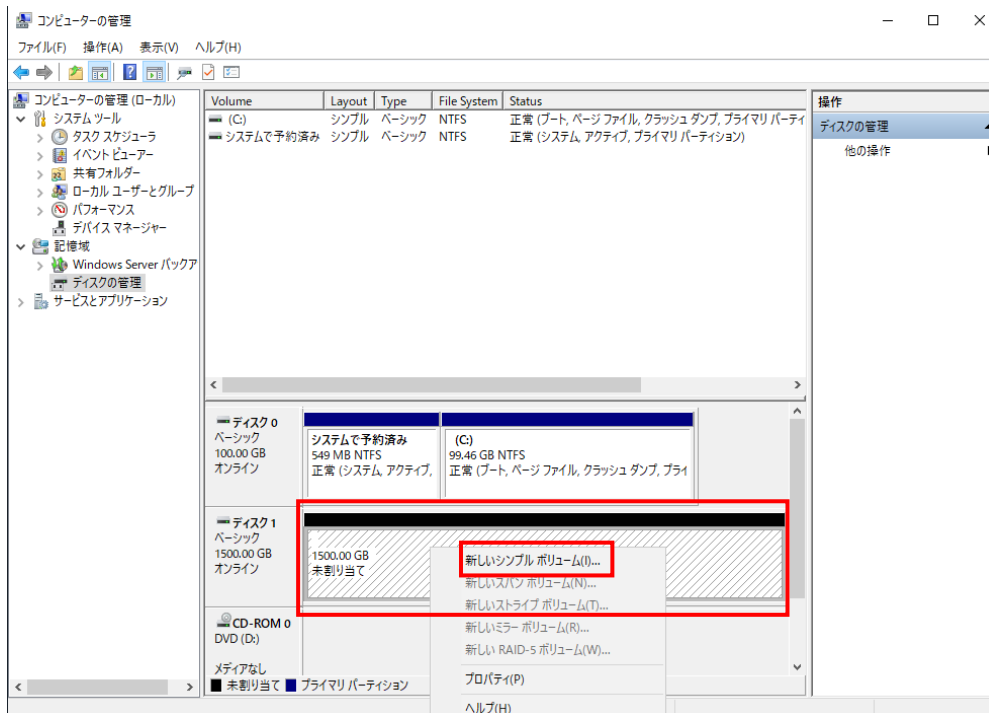 コンピューターの管理
ファイル(F) 操作(A) 表示(V) ヘルプ(H)
コンピューターの管理 (ローカル)
システム ツール
タスク スケジューラ
イベント ビューアー
共有フォルダー
ローカル ユーザーとグループ
パフォーマンス
デバイス マネージャー
記憶域
Windows Server バックア
ディスクの管理
サービスとアプリケーション
Volume Layout Type File System Status
(C:) シンプル ベーシック NTFS 正常 (ブート, ページ ファイル, クラッシュ ダンプ, プライマリ パーティ
システムで予約済み シンプル ベーシック NTFS 正常 (システム, アクティブ, プライマリ パーティション)
操作
ディスクの管理
他の操作
ディスク 0
ベーシック
100.00 GB
オンライン
システムで予約済み
549 MB NTFS
正常 (システム, アクティブ,
(C:)
99.46 GB NTFS
正常 (ブート, ページ ファイル, クラッシュ ダンプ, プライ
ディスク 1
ベーシック
1500.00 GB
オンライン
1500.00 GB
未割り当て
新しいシンプル ボリューム(I)...
新しいスパン ボリューム(N)...
新しいストライプ ボリューム(T)...
新しいミラー ボリューム(R)...
新しい RAID-5 ボリューム(W)...
プロパティ(P)
ヘルプ(H)
CD-ROM 0
DVD (D:)
メディアなし
未割り当て プライマリ パーティション